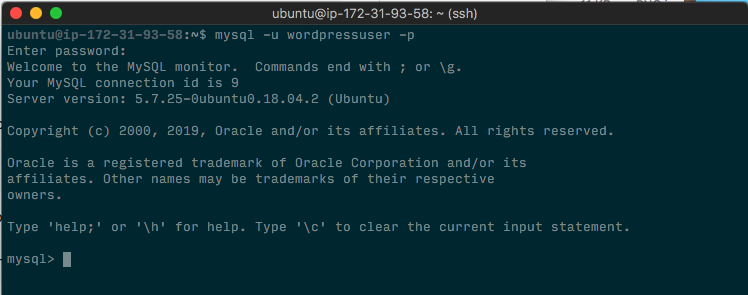 ubuntu@ip-172-31-93-58: ~ (ssh)
ubuntu@ip-172-31-93-58:~$ mysql -u wordpressuser -p
Enter password:
Welcome to the MySQL monitor.  Commands end with ; or \g.
Your MySQL connection id is 9
Server version: 5.7.25-0ubuntu0.18.04.2 (Ubuntu)
Copyright (c) 2000, 2019, Oracle and/or its affiliates. All rights reserved.
Oracle is a registered trademark of Oracle Corporation and/or its
affiliates. Other names may be trademarks of their respective
owners.
Type 'help;' or '\h' for help. Type '\c' to clear the current input statement.
mysql>